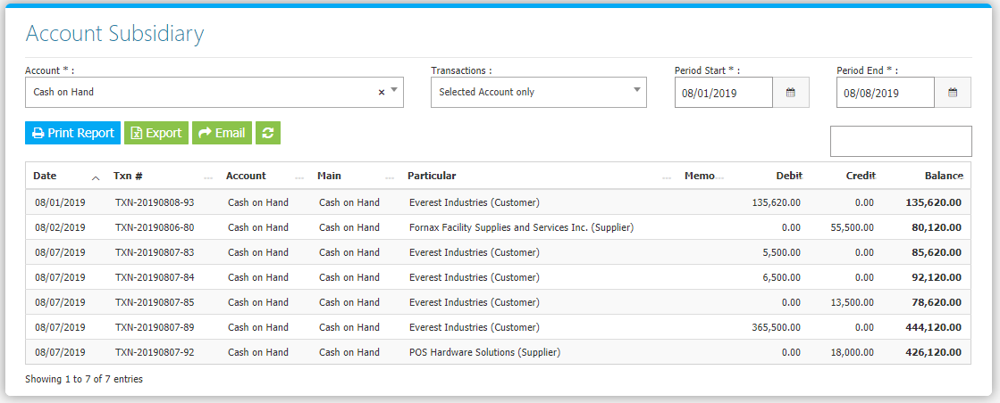 Account Subsidiary
Account * : Transactions : Period Start * : Period End * :
Cash on Hand × Selected Account only 08/01/2019 08/08/2019
Print Report Export Email
Date Txn # ... Account ... Main ... Particular ... Memo... Debit Credit Balance
08/01/2019 TXN-20190808-93 Cash on Hand Cash on Hand Everest Industries (Customer) 135,620.00 0.00 135,620.00
08/02/2019 TXN-20190806-80 Cash on Hand Cash on Hand Fornax Facility Supplies and Services Inc. (Supplier) 0.00 55,500.00 80,120.00
08/07/2019 TXN-20190807-83 Cash on Hand Cash on Hand Everest Industries (Customer) 5,500.00 0.00 85,620.00
08/07/2019 TXN-20190807-84 Cash on Hand Cash on Hand Everest Industries (Customer) 6,500.00 0.00 92,120.00
08/07/2019 TXN-20190807-85 Cash on Hand Cash on Hand Everest Industries (Customer) 0.00 13,500.00 78,620.00
08/07/2019 TXN-20190807-89 Cash on Hand Cash on Hand Everest Industries (Customer) 365,500.00 0.00 444,120.00
08/07/2019 TXN-20190807-92 Cash on Hand Cash on Hand POS Hardware Solutions (Supplier) 0.00 18,000.00 426,120.00
Showing 1 to 7 of 7 entries